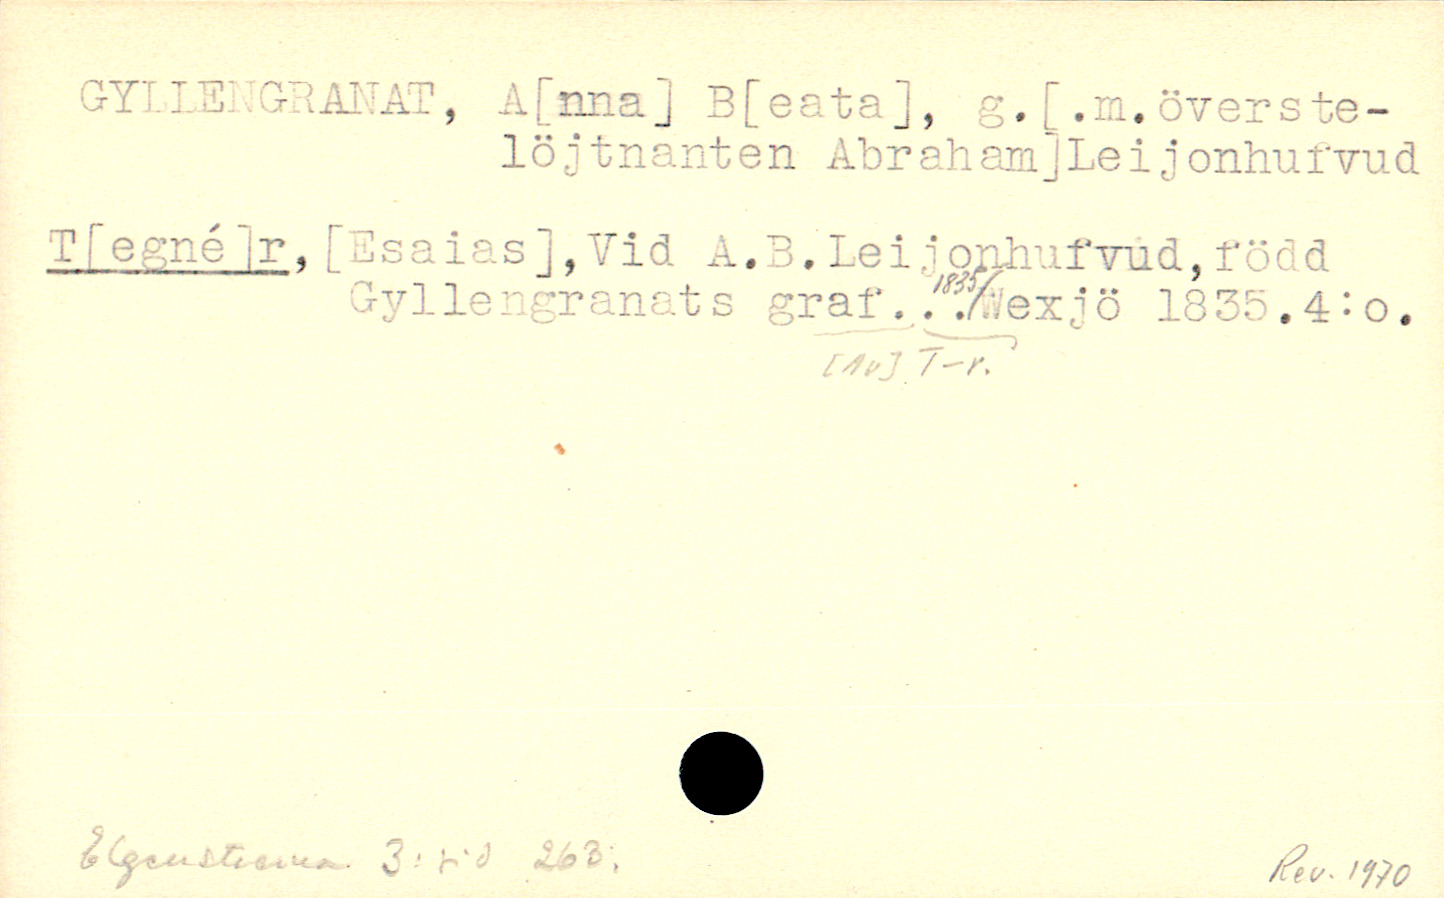 GYLLENGRANAT, A[nna] B[eata], g.[.m.överste-
löjtnanten Abraham]Leijonhufvud
T[egné]r,[Esaias],Vid A.B.Leijonhufvud,född
1835/
Gyllengranats graf...Wexjö 1835.4:o.
[Av] T-r.
Elgenstierna 3: sid 263.
Rev. 1970